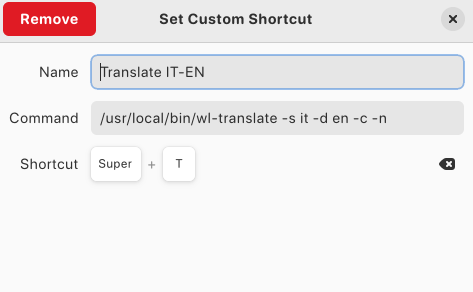 Remove Set Custom Shortcut
Name Translate IT-EN
Command /usr/local/bin/wl-translate -s it -d en -c -n
Shortcut Super + T